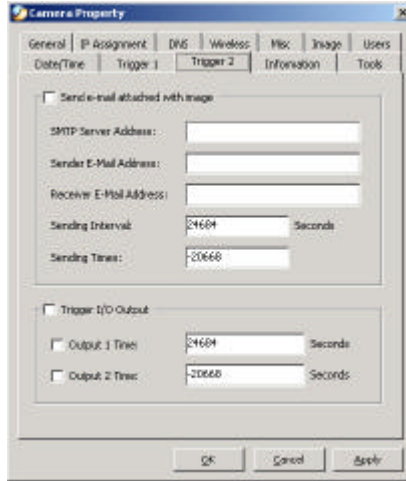 Camera Property
General IP Assignment DNS Wireless Misc Image Users
Date/Time Trigger 1 Trigger 2 Information Tools
Send e-mail attached with image
SMTP Server Address:
Sender E-Mail Address:
Receiver E-Mail Address:
Sending Interval: 24684 Seconds
Sending Times: -20668
Trigger I/O Output
Output 1 Time: 24684 Seconds
Output 2 Time: -20668 Seconds
OK Cancel Apply